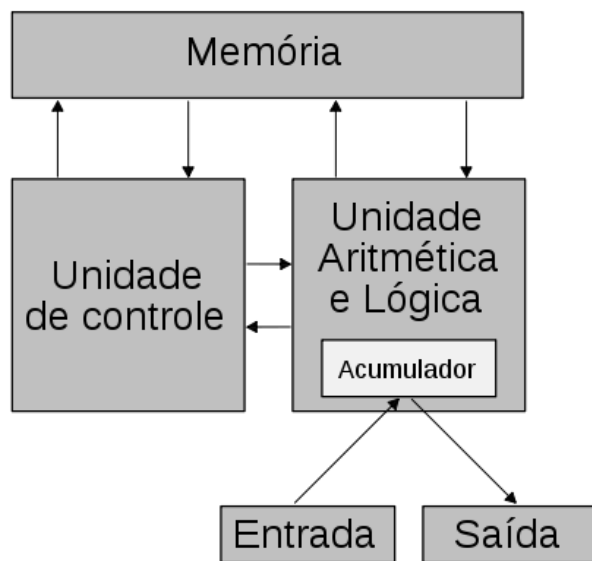 Memória
Unidade
de controle
Unidade
Aritmética
e Lógica
Acumulador
Entrada
Saída